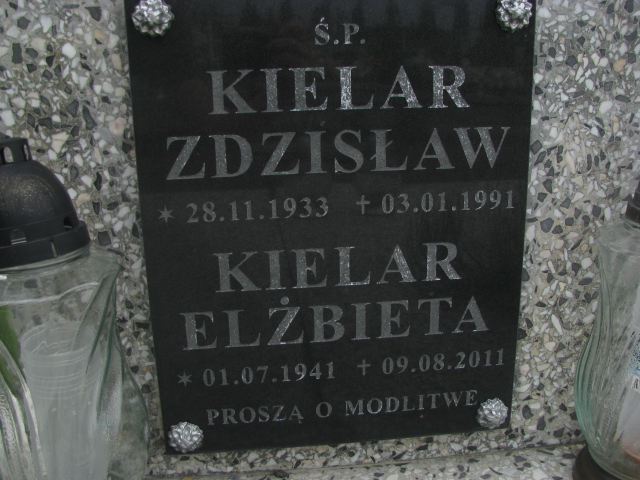 Ś.P.
KIELAR
ZDZISŁAW
* 28.11.1933 † 03.01.1991
KIELAR
ELŻBIETA
* 01.07.1941 † 09.08.2011
PROSZĄ O MODLITWĘ